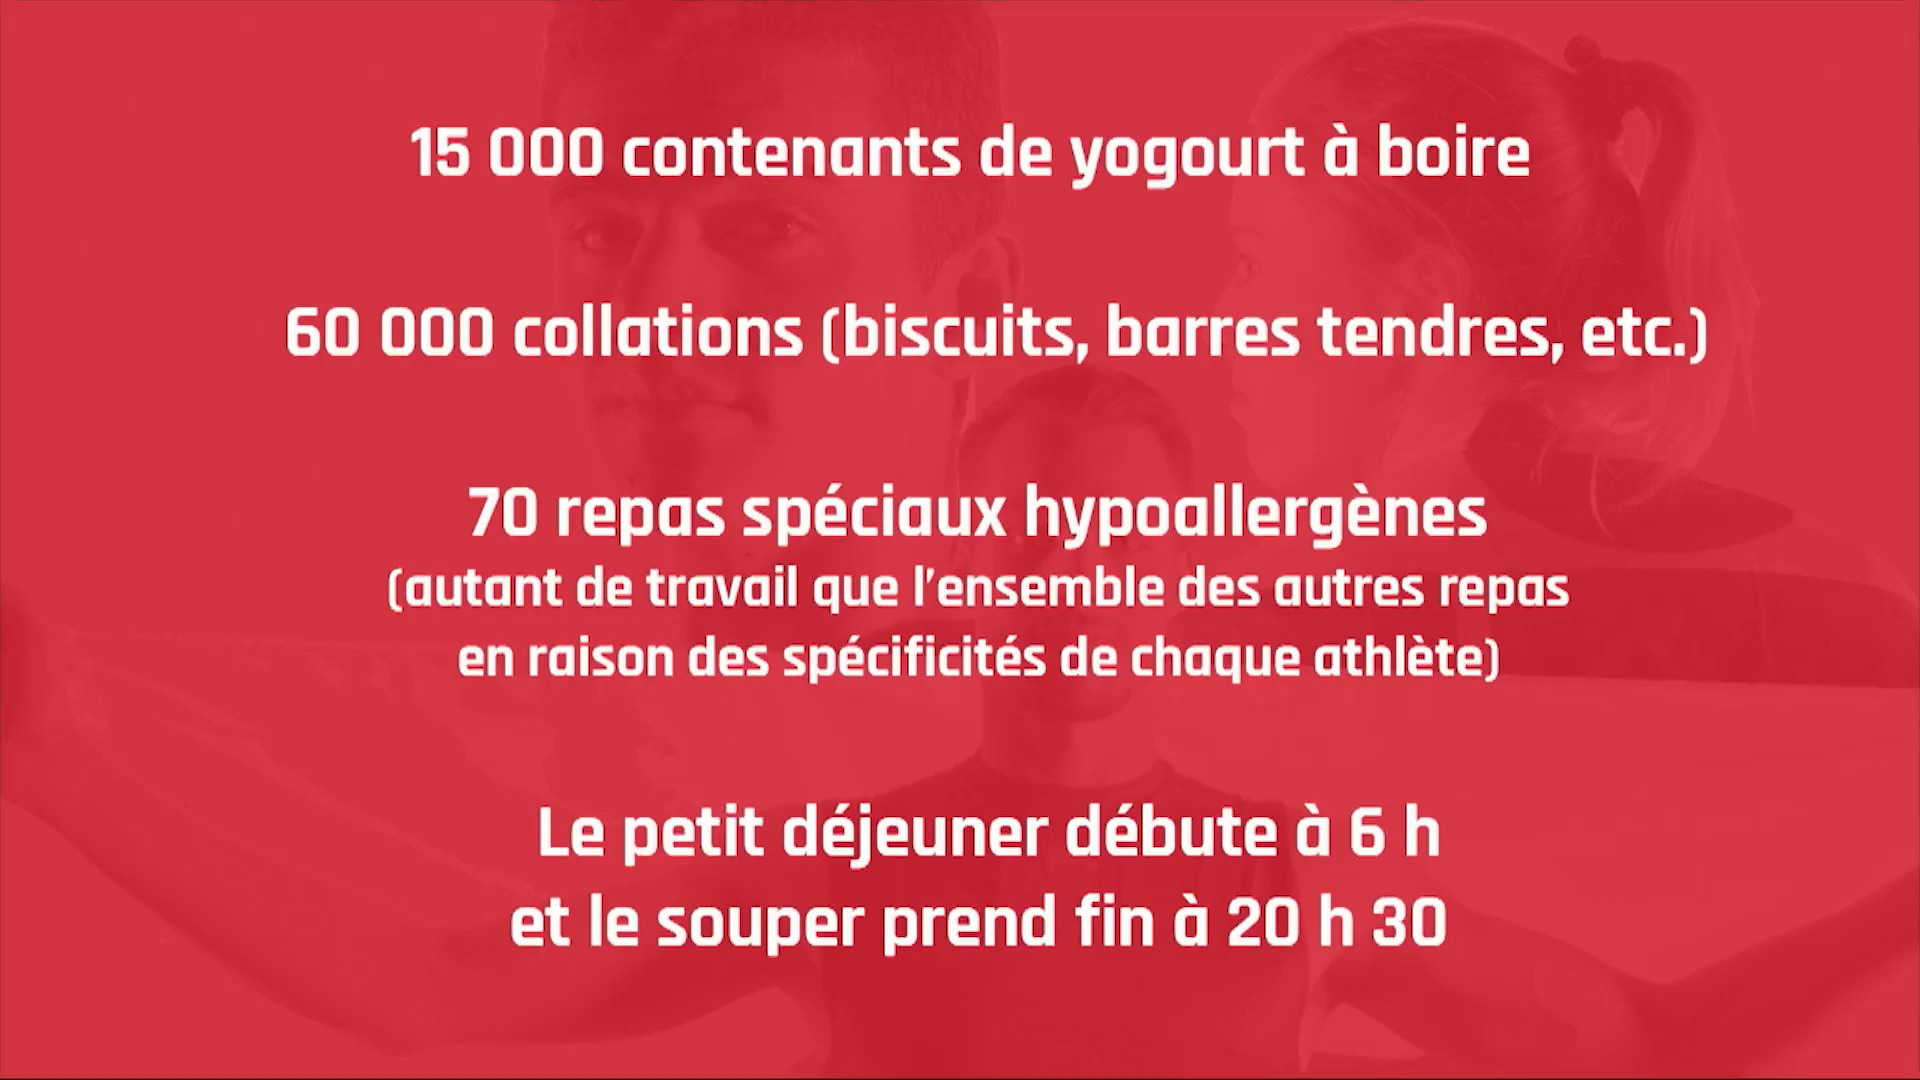 15 000 contenants de yogourt à boire
60 000 collations (biscuits, barres tendres, etc.)
70 repas spéciaux hypoallergènes
(autant de travail que l'ensemble des autres repas
en raison des spécificités de chaque athlète)
Le petit déjeuner débute à 6 h
et le souper prend fin à 20 h 30